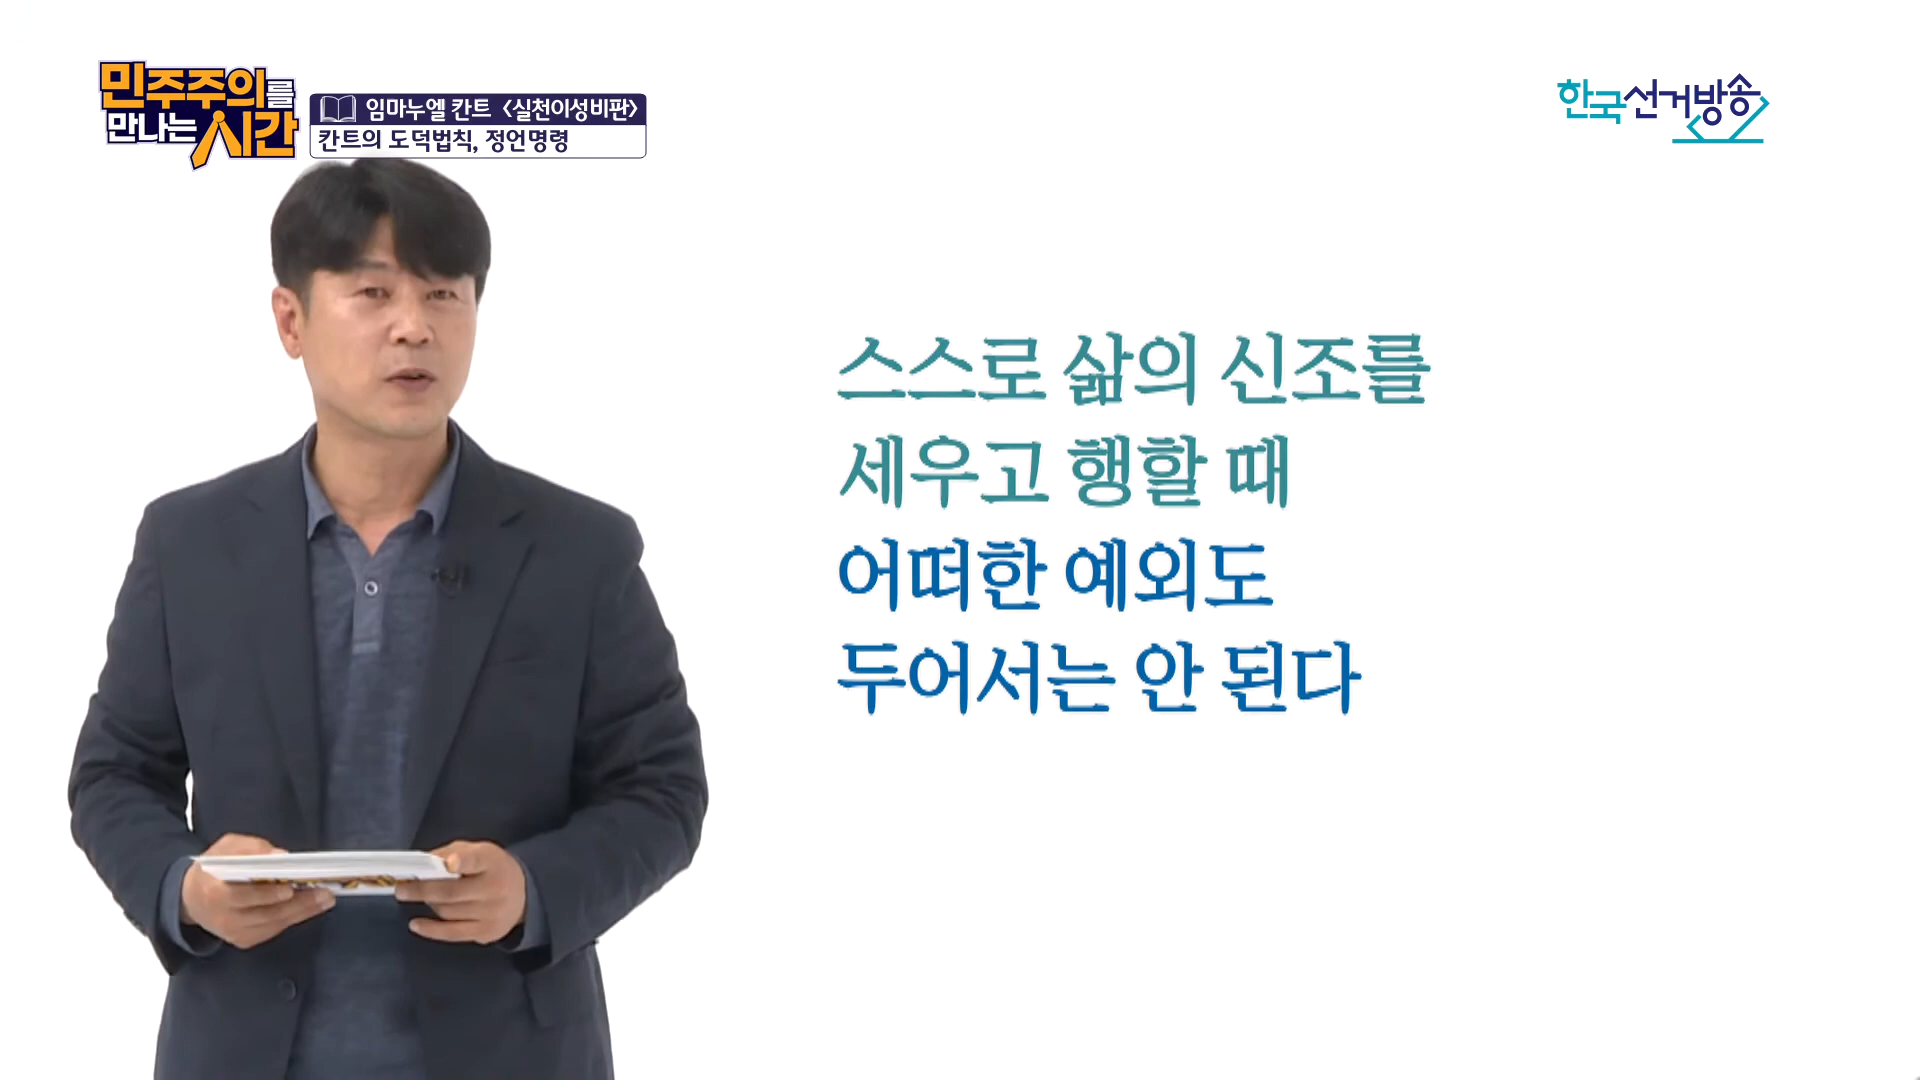 민주주의를
만나는 시간
임마누엘 칸트 <실천이성비판>
칸트의 도덕법칙, 정언명령
한국선거방송
스스로 삶의 신조를
세우고 행할 때
어떠한 예외도
두어서는 안 된다